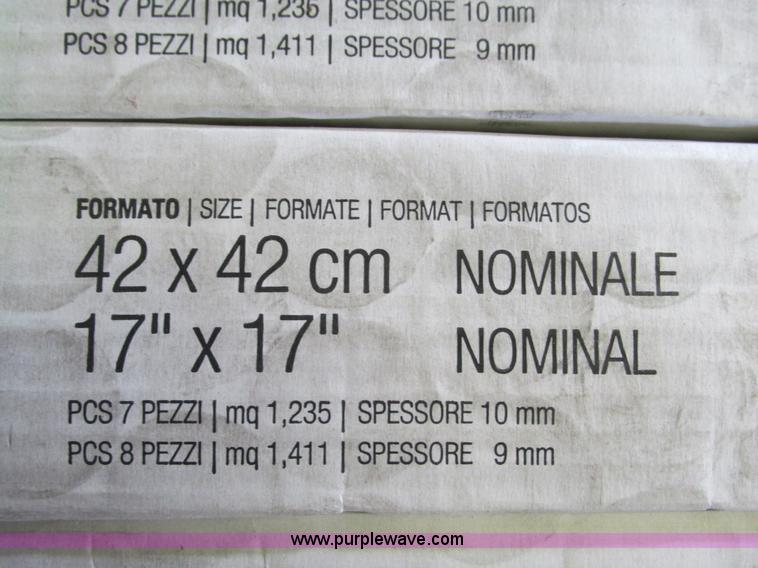 PCS 7 PEZZI | mq 1,235 | SPESSORE 10 mm
PCS 8 PEZZI | mq 1,411 | SPESSORE 9 mm
FORMATO | SIZE | FORMATE | FORMAT | FORMATOS
42 x 42 cm NOMINALE
17" x 17" NOMINAL
PCS 7 PEZZI | mq 1,235 | SPESSORE 10 mm
PCS 8 PEZZI | mq 1,411 | SPESSORE 9 mm
www.purplewave.com